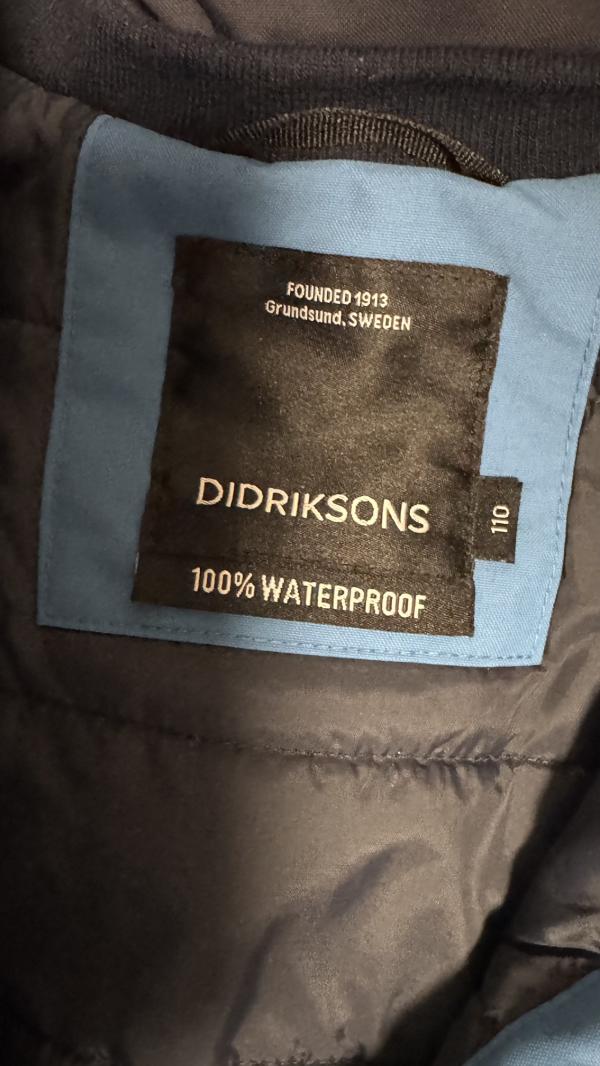 FOUNDED 1913
Grundsund, SWEDEN
DIDRIKSONS
110
100% WATERPROOF